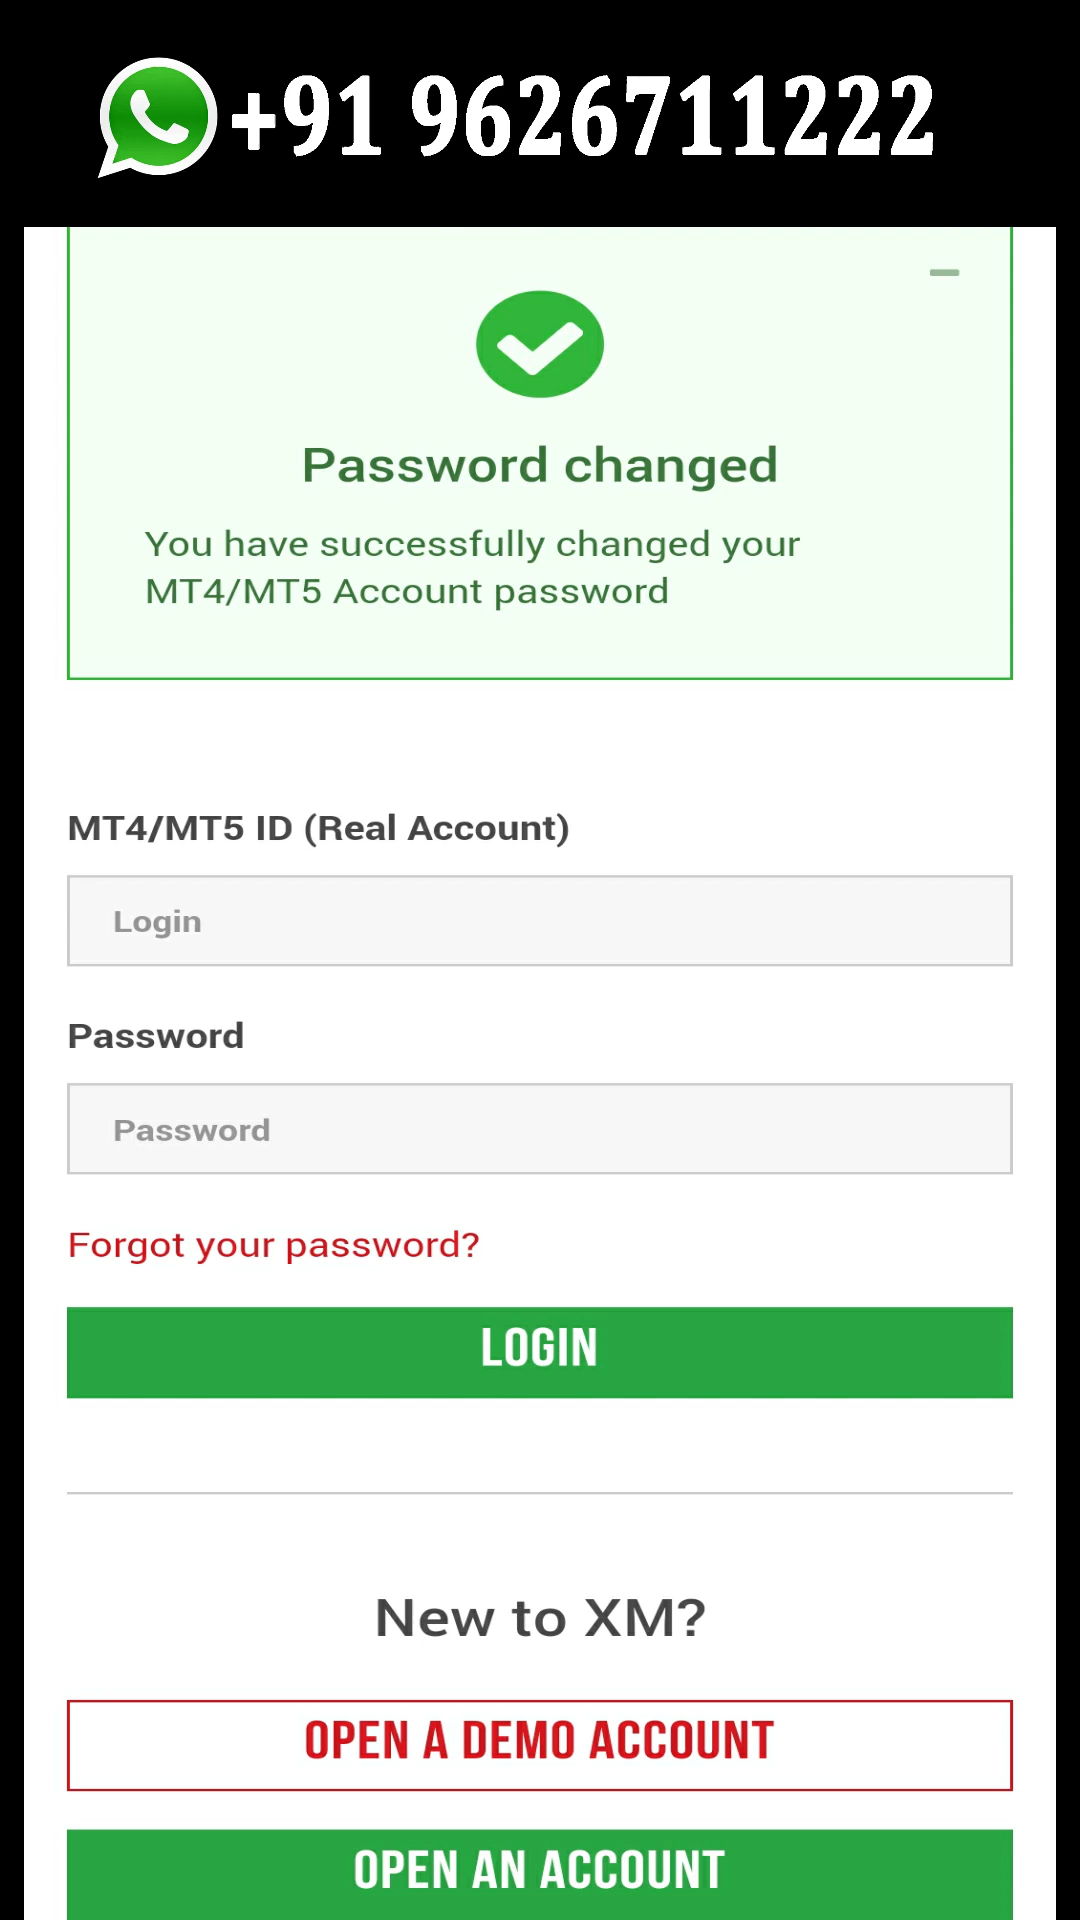 +91 9626711222
Password changed
You have successfully changed your
MT4/MT5 Account password
MT4/MT5 ID (Real Account)
Login
Password
Password
Forgot your password?
LOGIN
New to XM?
OPEN A DEMO ACCOUNT
OPEN AN ACCOUNT